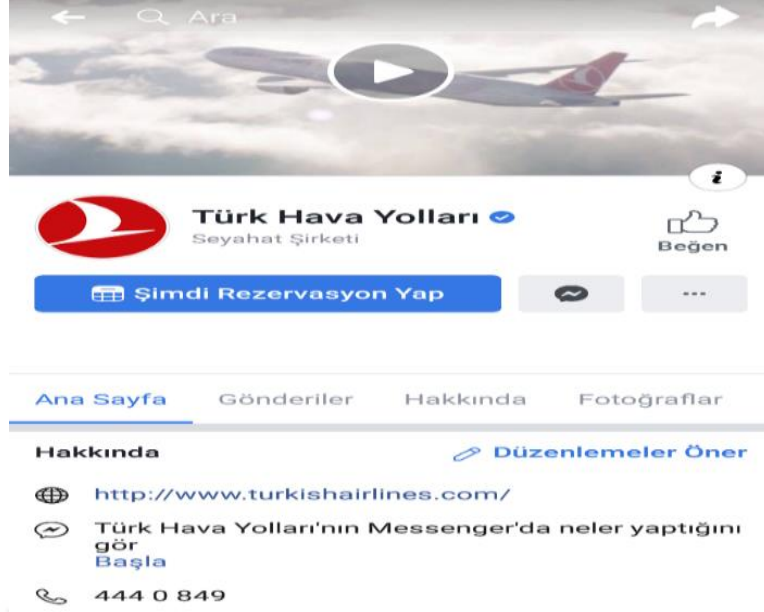 Ara
Türk Hava Yolları
Seyahat Şirketi
Beğen
Şimdi Rezervasyon Yap
Ana Sayfa Gönderiler Hakkında Fotoğraflar
Hakkında Düzenlemeler Öner
http://www.turkishairlines.com/
Türk Hava Yolları'nın Messenger'da neler yaptığını
gör
Başla
444 0 849